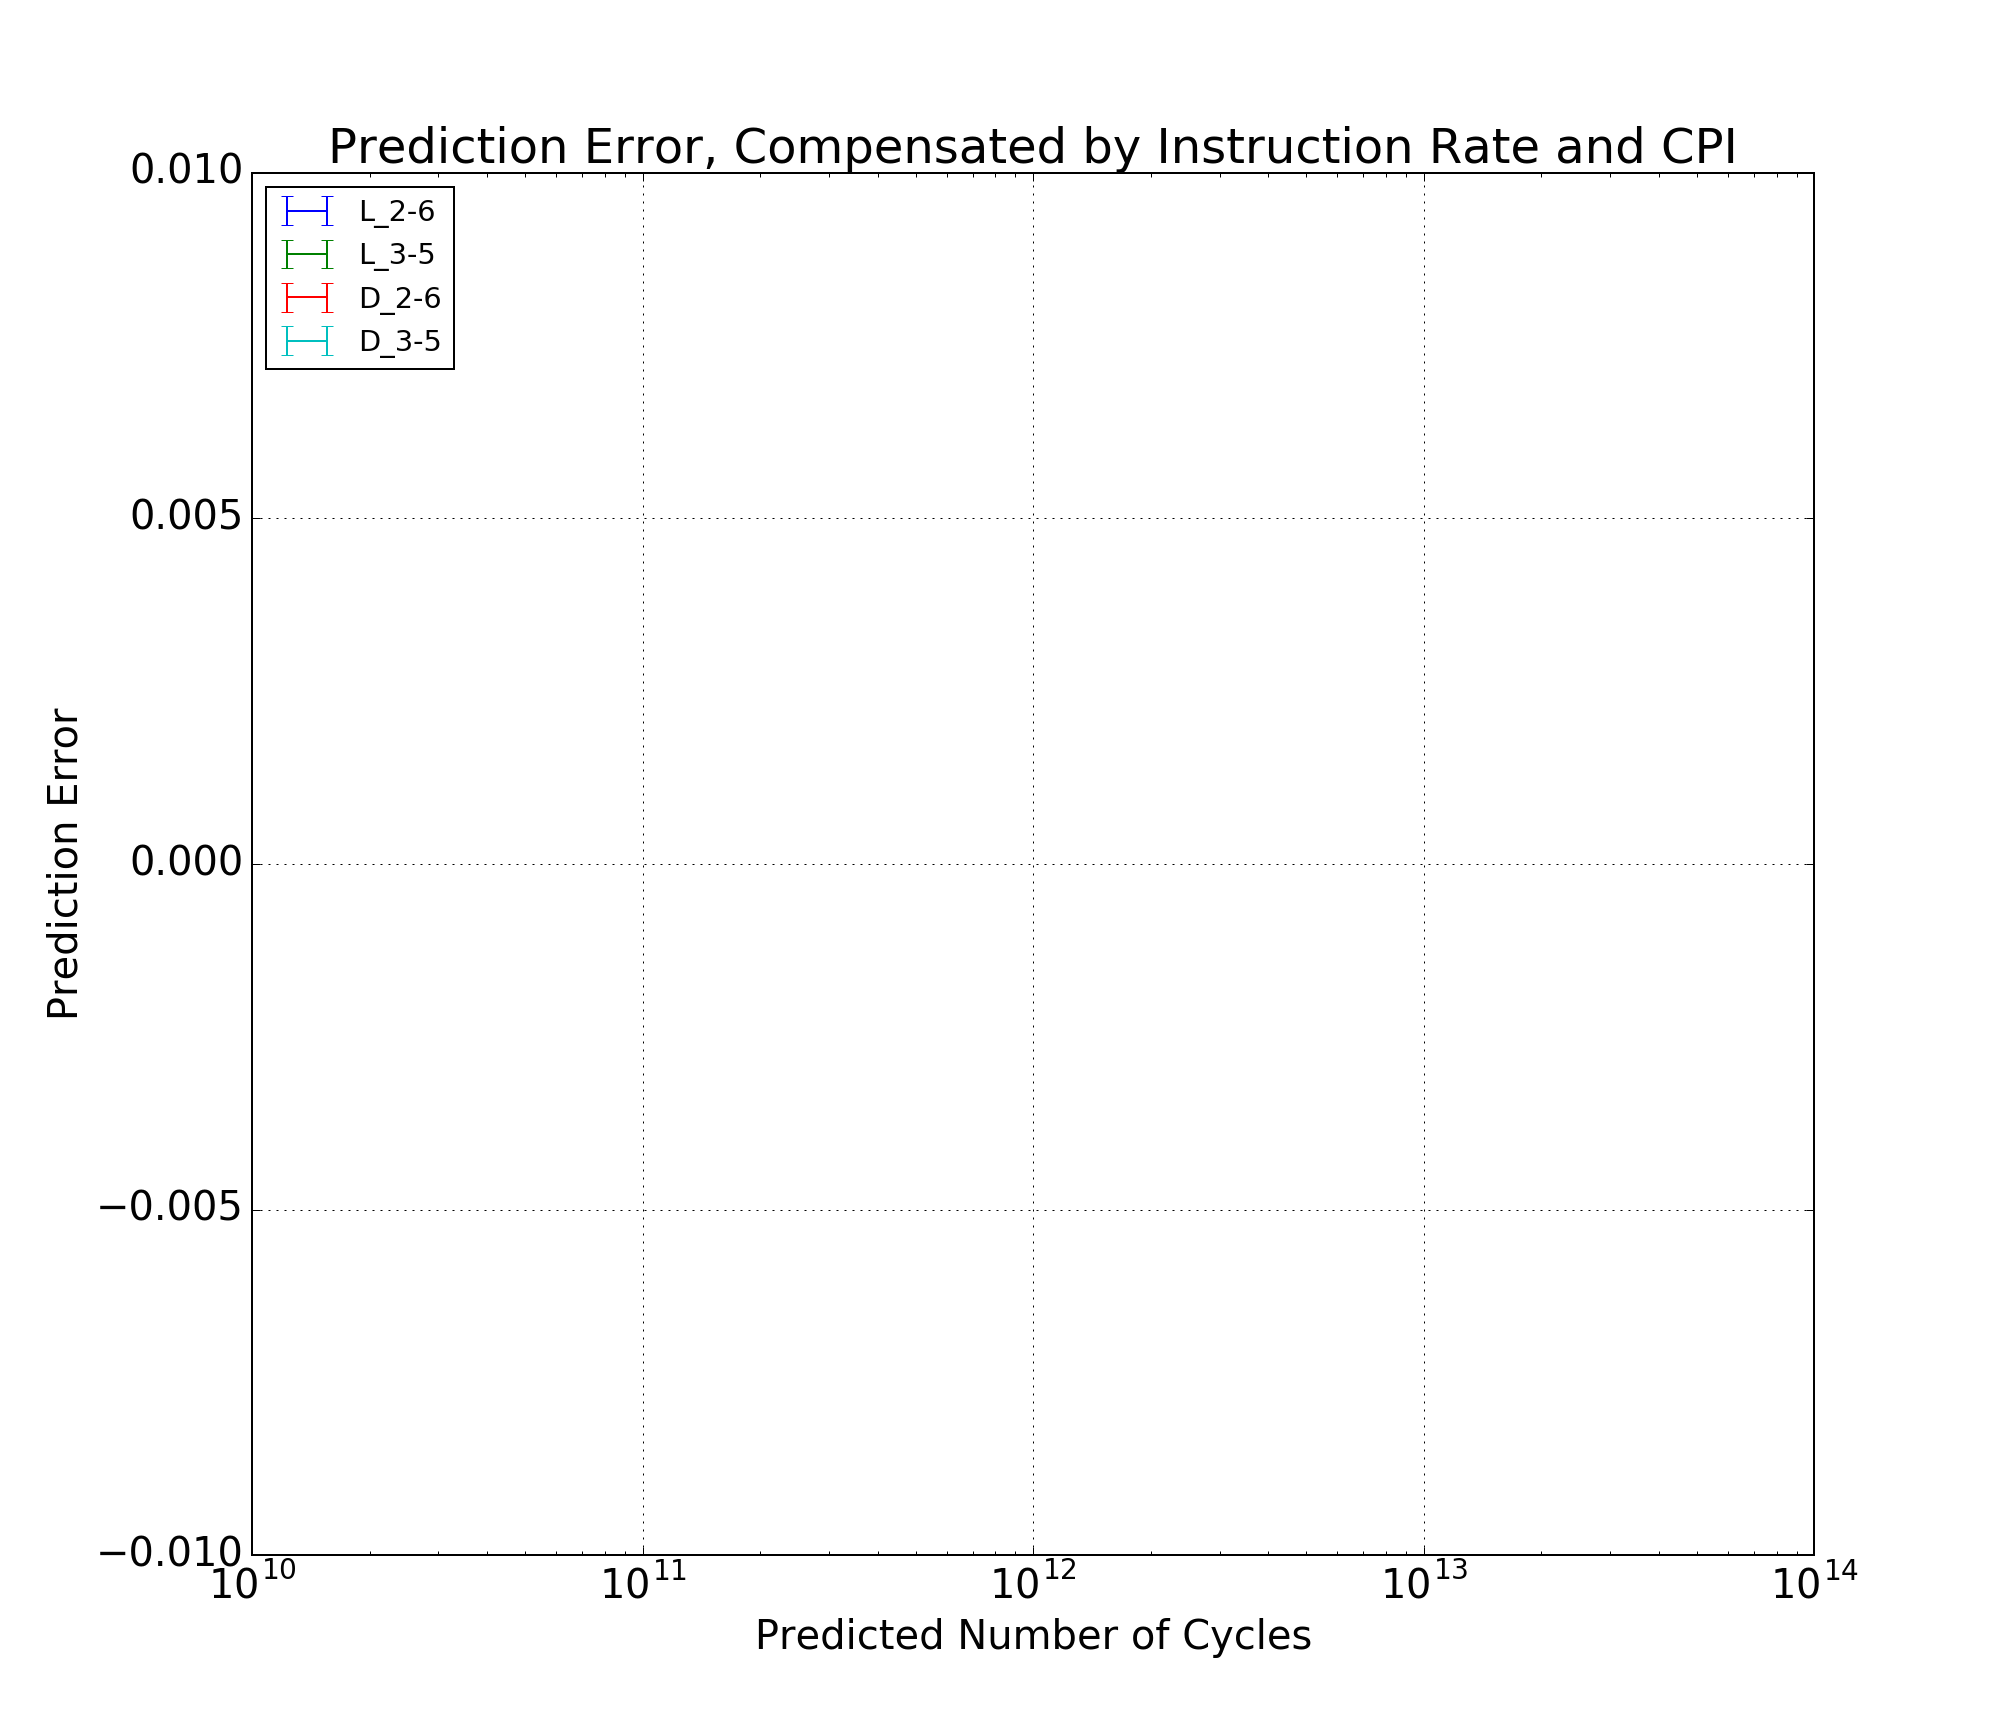 Prediction Error, Compensated by Instruction Rate and CPI
0.010
L_2-6
L_3-5
D_2-6
D_3-5
0.005
0.000
−0.005
−0.010
Prediction Error
10^10 10^11 10^12 10^13 10^14
Predicted Number of Cycles